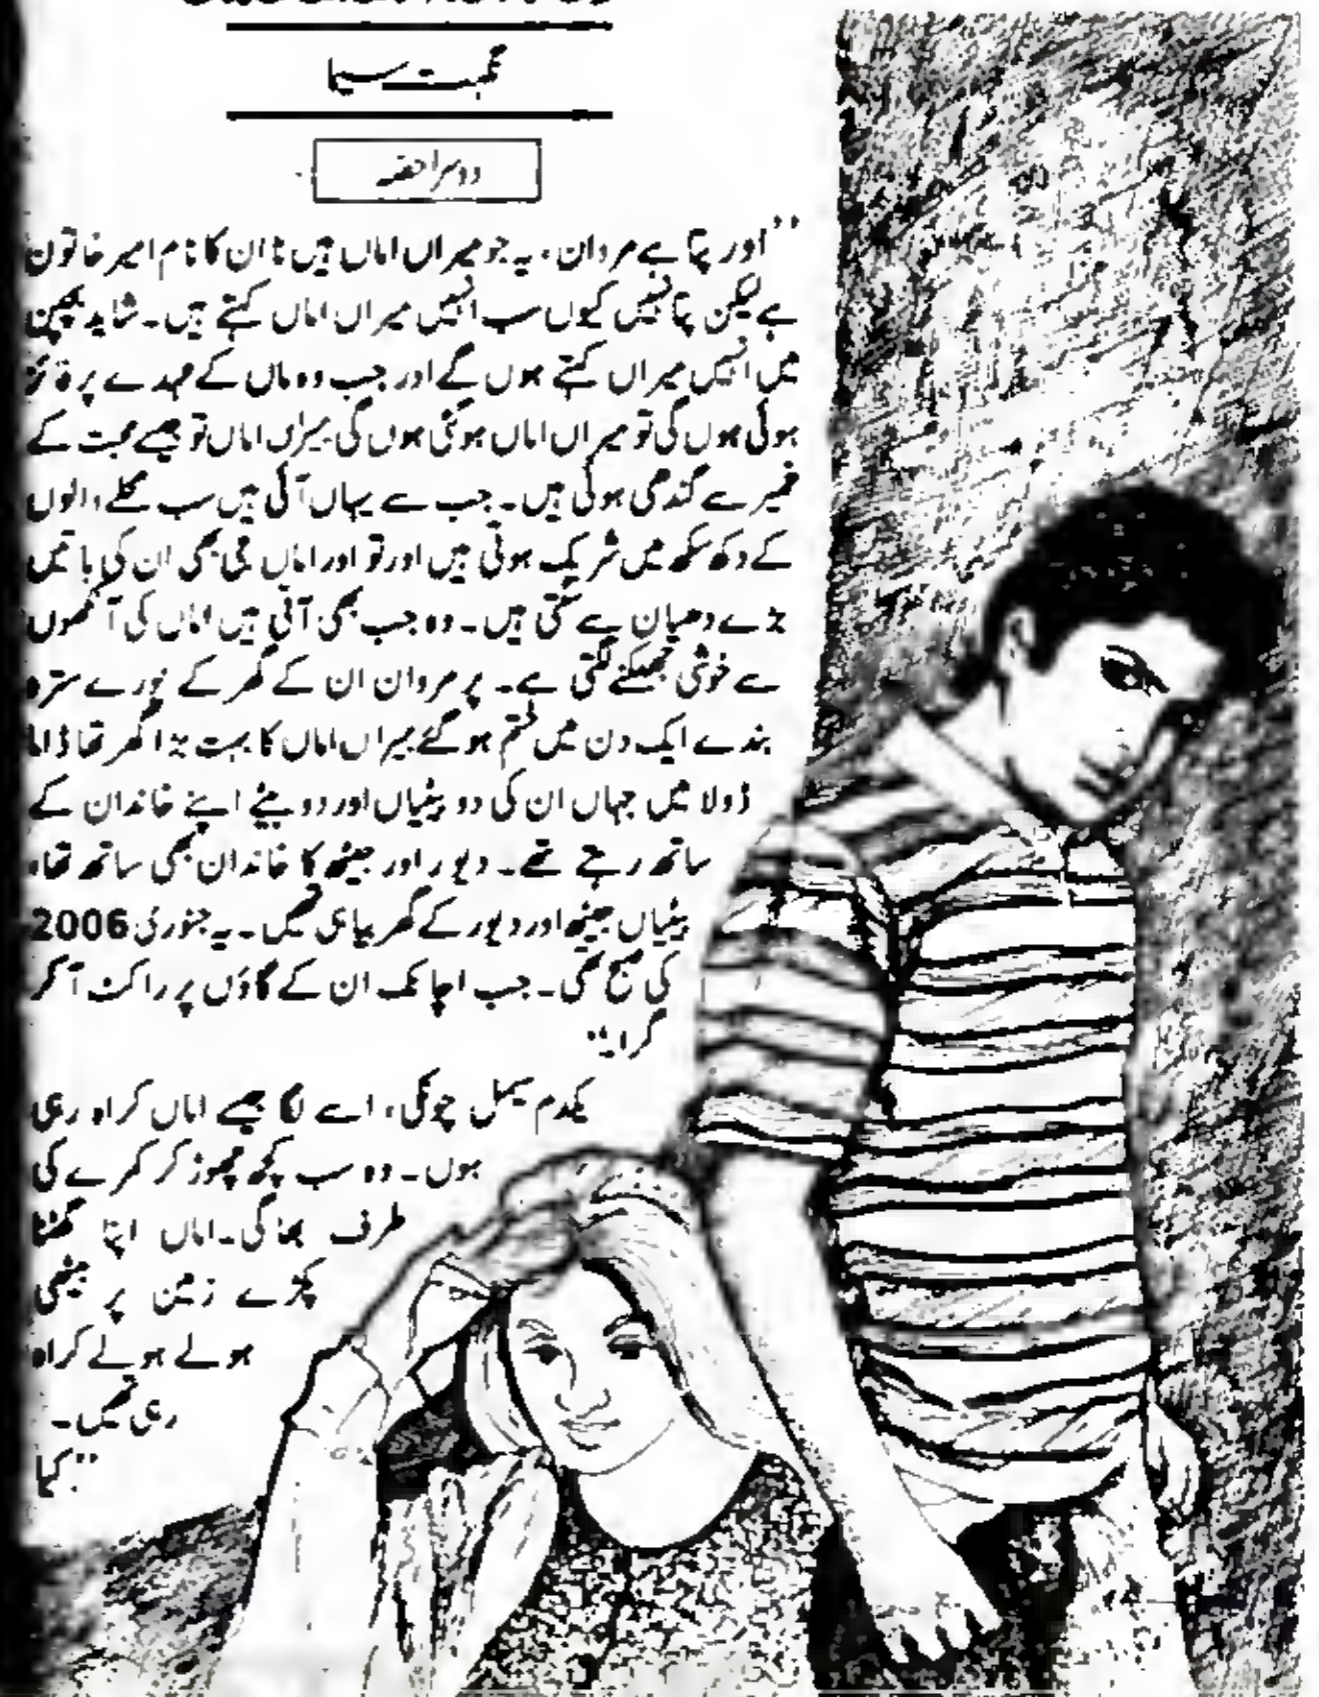 نگہت سیما
دوسرا حصہ
’’اور پتا ہے مروان، یہ جو میراں اماں ہیں نا ان کا نام امیر خاتون
ہے لیکن پتا نہیں کیوں سب انہیں میراں اماں کہتے ہیں۔ شاید بچپن
میں انہیں میراں کہتے ہوں گے اور جب وہ ماں کے عہدے پر فائز
ہوئی ہوں گی تو میراں اماں ہوگئی ہوں گی میراں اماں تو جیسے محبت کے
خمیر سے گندھی ہوئی ہیں۔ جب سے یہاں آئی ہیں سب محلے والوں
کے دکھ سکھ میں شریک ہوتی ہیں اور تو اور اماں جی بھی ان کی باتیں
بڑے دھیان سے سنتی ہیں۔ وہ جب بھی آتی ہیں اماں کی آنکھوں
سے خوشی جھلکنے لگتی ہے۔ پر مروان ان کے گھر کے پورے سترہ
بندے ایک دن میں ختم ہوگئے میراں اماں کا بہت بڑا گھر تھا ڈاما
ڈولا میں جہاں ان کی دو بیٹیاں اور دو بیٹے اپنے خاندان کے
ساتھ رہتے تھے۔ دیور اور جیٹھ کا خاندان بھی ساتھ تھا،
بیٹیاں جیٹھ اور دیور کے گھر بیاہی تھیں۔ یہ جنوری 2006
کی صبح تھی۔ جب اچانک ان کے گاؤں پر راکٹ آکر
گرا۔‘‘
یکدم سیمل چونکی، اسے لگا جیسے اماں کراہ رہی
ہوں۔ وہ سب کچھ چھوڑ کر کمرے کی
طرف بھاگی۔ اماں اپنا گھٹنا
پکڑے زمین پر بیٹھی
ہولے ہولے کراہ
رہی تھیں۔
’’کیا